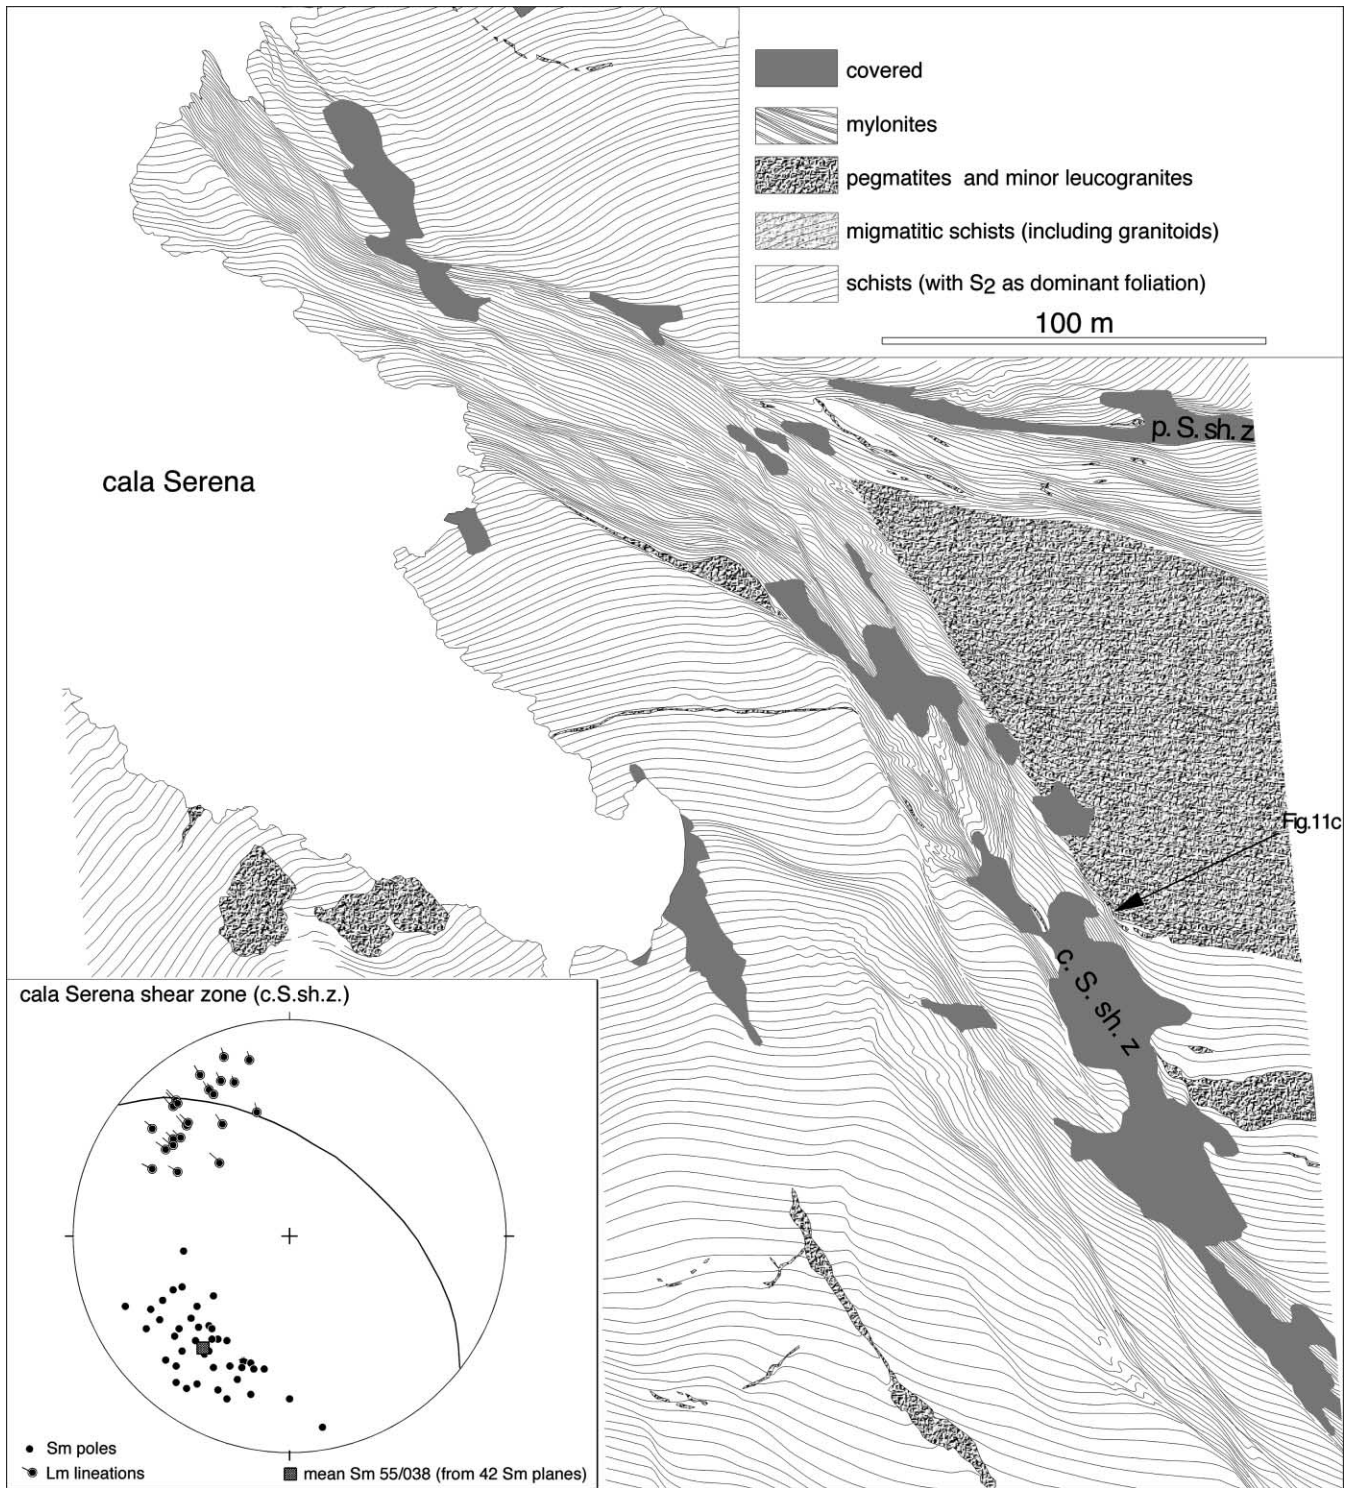 covered
mylonites
pegmatites and minor leucogranites
migmatitic schists (including granitoids)
schists (with S2 as dominant foliation)
100 m
p. S. sh. z
cala Serena
Fig.11c
c. S. sh. z
cala Serena shear zone (c.S.sh.z.)
Sm poles
Lm lineations
mean Sm 55/038 (from 42 Sm planes)